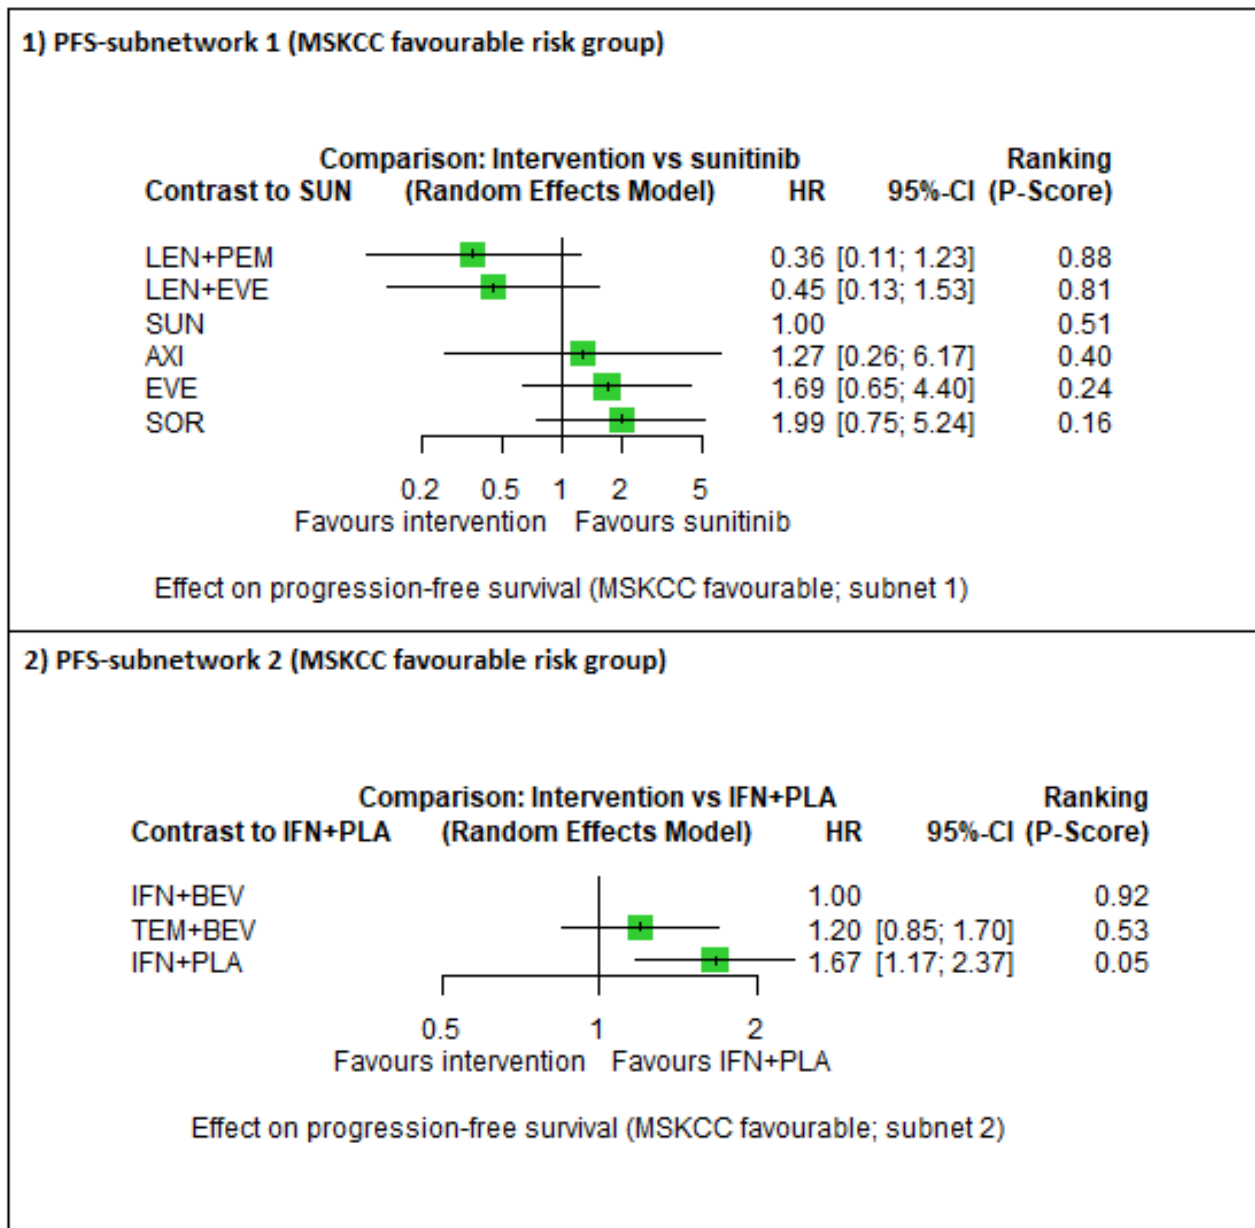 1) PFS-subnetwork 1 (MSKCC favourable risk group)
Comparison: Intervention vs sunitinib Ranking
Contrast to SUN (Random Effects Model) HR 95%-CI (P-Score)
LEN+PEM 0.36 [0.11; 1.23] 0.88
LEN+EVE 0.45 [0.13; 1.53] 0.81
SUN 1.00 0.51
AXI 1.27 [0.26; 6.17] 0.40
EVE 1.69 [0.65; 4.40] 0.24
SOR 1.99 [0.75; 5.24] 0.16
0.2 0.5 1 2 5
Favours intervention Favours sunitinib
Effect on progression-free survival (MSKCC favourable; subnet 1)
2) PFS-subnetwork 2 (MSKCC favourable risk group)
Comparison: Intervention vs IFN+PLA Ranking
Contrast to IFN+PLA (Random Effects Model) HR 95%-CI (P-Score)
IFN+BEV 1.00 0.92
TEM+BEV 1.20 [0.85; 1.70] 0.53
IFN+PLA 1.67 [1.17; 2.37] 0.05
0.5 1 2
Favours intervention Favours IFN+PLA
Effect on progression-free survival (MSKCC favourable; subnet 2)